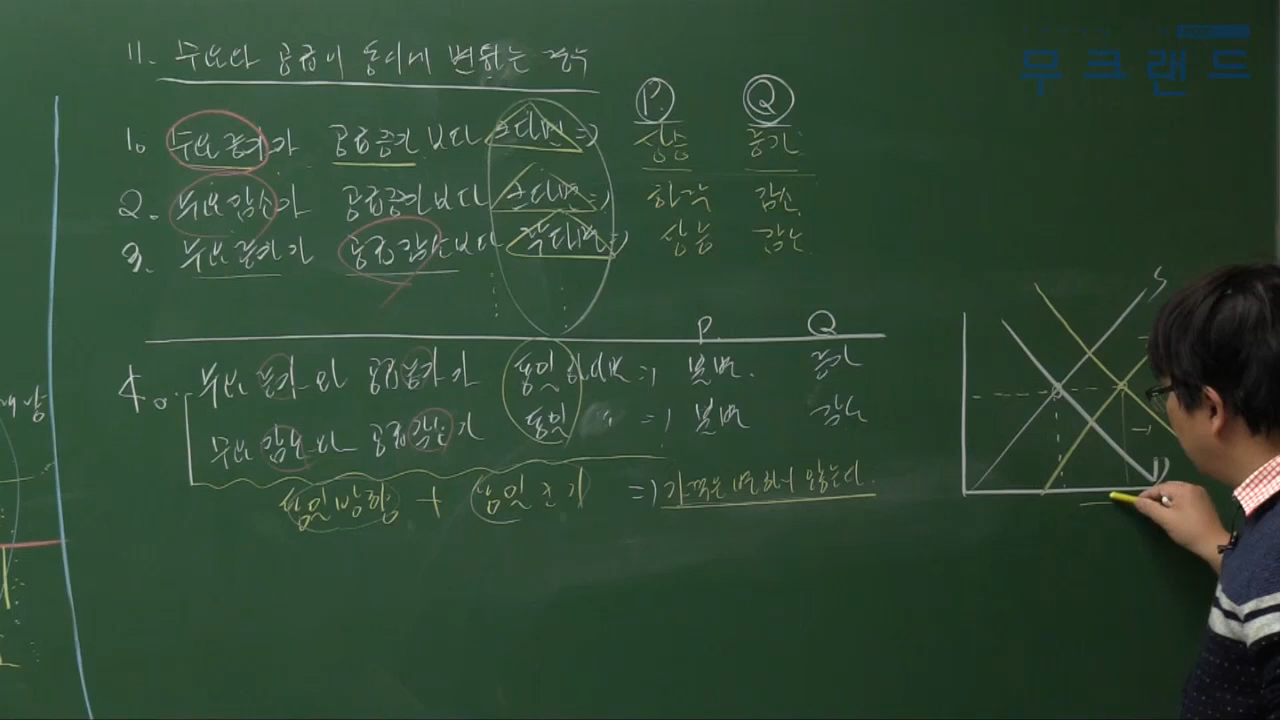 무크랜드
11. 수요와 공급이 동시에 변하는 경우
P. Q
1. 수요증가가 공급증가보다 크다면 ⇒ 상승 증가
2. 수요감소가 공급증가보다 크다면 ⇒ 하락 감소
3. 수요증가가 공급감소보다 작다면 ⇒ 상승 감소
P. Q
4. 수요증가와 공급증가가 동일하다면 ⇒ 불변. 증가
수요감소와 공급감소가 동일 〃 ⇒ 불변 감소
동일방향 + 동일크기 ⇒ 가격은 변하지 않는다.
S
D